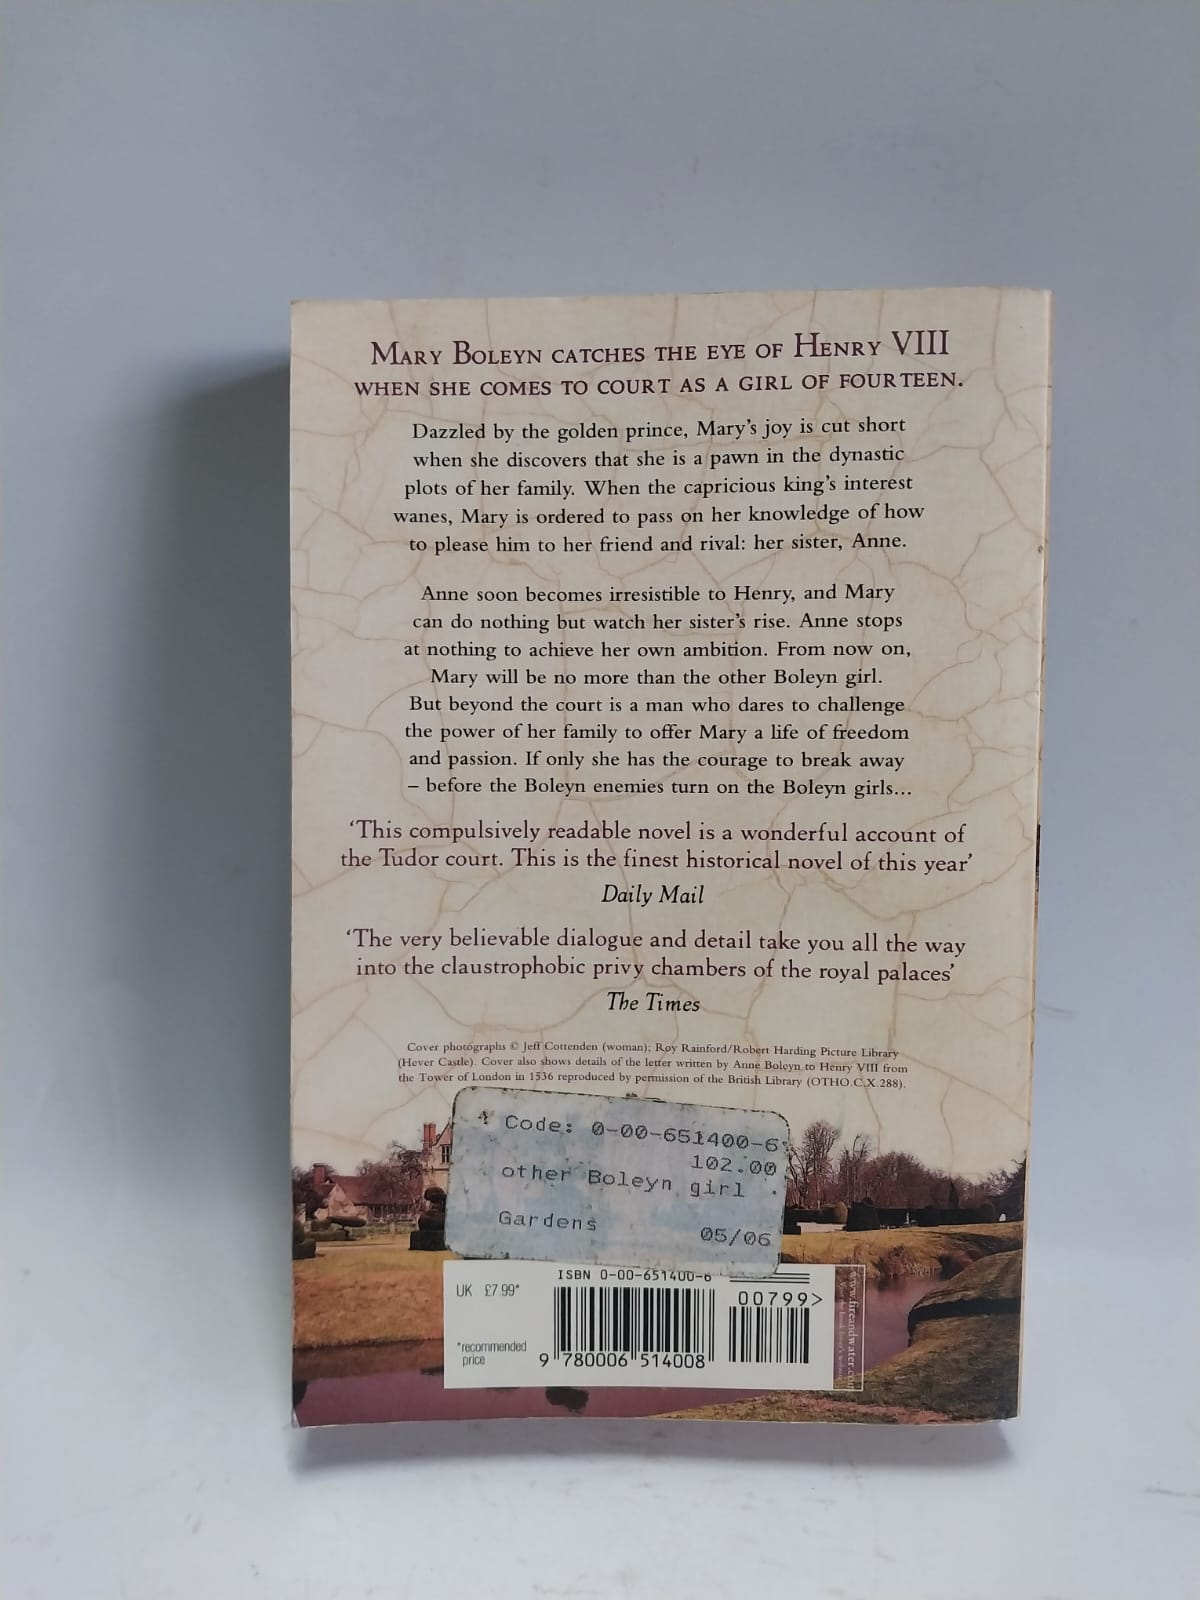 MARY BOLEYN CATCHES THE EYE OF HENRY VIII
WHEN SHE COMES TO COURT AS A GIRL OF FOURTEEN.
Dazzled by the golden prince, Mary's joy is cut short
when she discovers that she is a pawn in the dynastic
plots of her family. When the capricious king's interest
wanes, Mary is ordered to pass on her knowledge of how
to please him to her friend and rival: her sister, Anne.
Anne soon becomes irresistible to Henry, and Mary
can do nothing but watch her sister's rise. Anne stops
at nothing to achieve her own ambition. From now on,
Mary will be no more than the other Boleyn girl.
But beyond the court is a man who dares to challenge
the power of her family to offer Mary a life of freedom
and passion. If only she has the courage to break away
– before the Boleyn enemies turn on the Boleyn girls...
'This compulsively readable novel is a wonderful account of
the Tudor court. This is the finest historical novel of this year'
Daily Mail
'The very believable dialogue and detail take you all the way
into the claustrophobic privy chambers of the royal palaces'
The Times
Cover photographs © Jeff Cottenden (woman); Roy Rainford/Robert Harding Picture Library
(Hever Castle). Cover also shows details of the letter written by Anne Boleyn to Henry VIII from
the Tower of London in 1536 reproduced by permission of the British Library (OTHO.C.X.288).
Code: 0-00-651400-6
102.00
other Boleyn girl
Gardens 05/06
ISBN 0-00-651400-6
UK £7.99*
00799>
*recommended
price
9 780006 514008
www.fireandwater.com